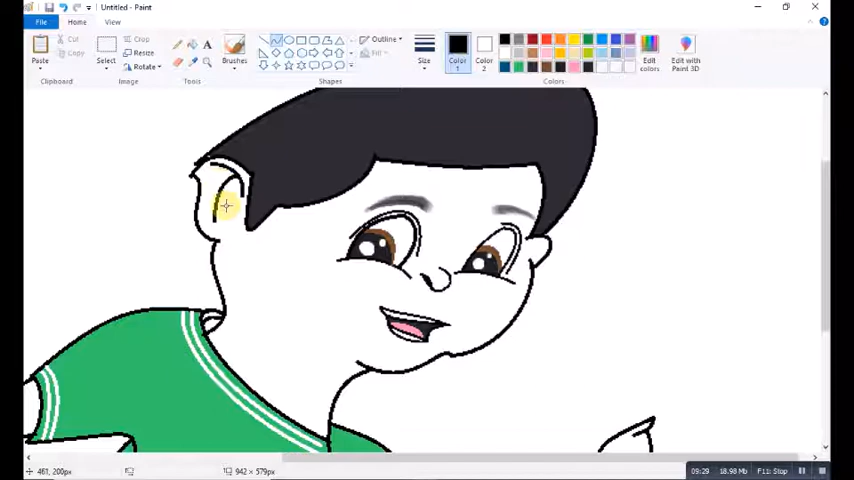 Untitled - Paint
File Home View
Cut
Copy
Paste
Crop
Resize
Rotate
Select
A
Brushes
Outline
Fill
Size
Color 1
Color 2
Edit colors
Edit with Paint 3D
Clipboard Image Tools Shapes Colors
461, 200px
942 × 579px
09:29 18.98 Mb F11: Stop